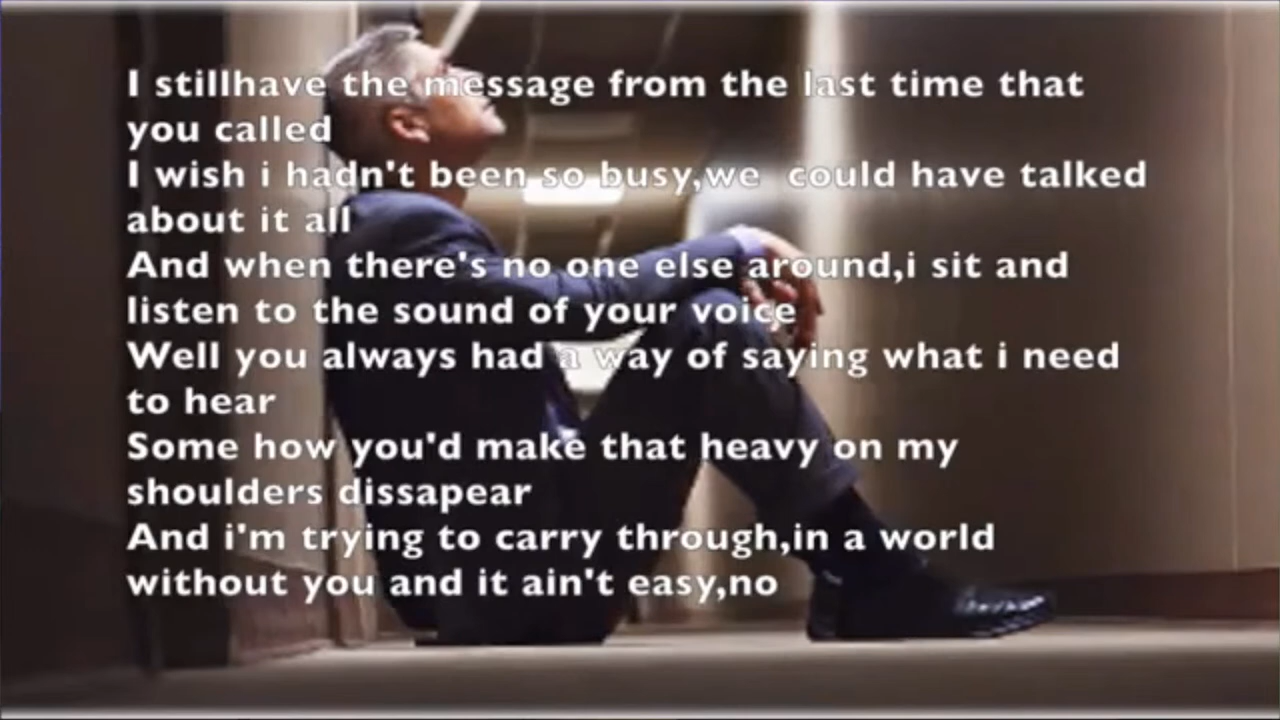 I stillhave the message from the last time that
you called
I wish i hadn't been so busy,we  could have talked
about it all
And when there's no one else around,i sit and
listen to the sound of your voice
Well you always had a way of saying what i need
to hear
Some how you'd make that heavy on my
shoulders dissapear
And i'm trying to carry through,in a world
without you and it ain't easy,no